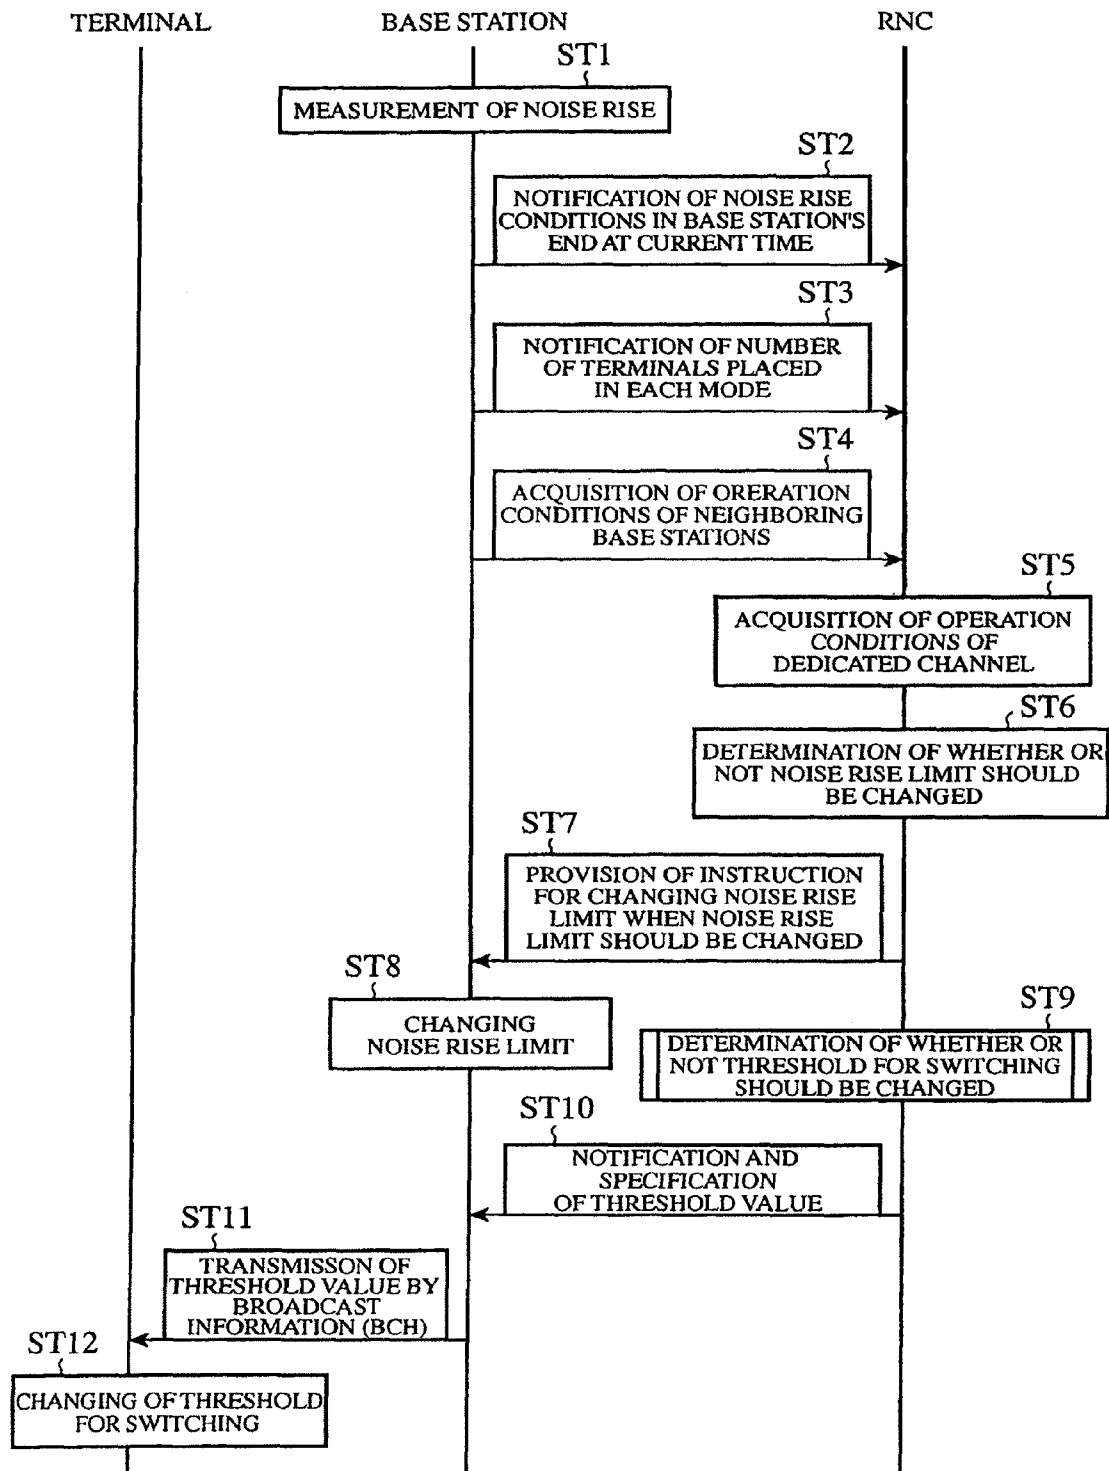 TERMINAL
BASE STATION
RNC
ST1
MEASUREMENT OF NOISE RISE
ST2
NOTIFICATION OF NOISE RISE
CONDITIONS IN BASE STATION'S
END AT CURRENT TIME
ST3
NOTIFICATION OF NUMBER
OF TERMINALS PLACED
IN EACH MODE
ST4
ACQUISITION OF ORERATION
CONDITIONS OF NEIGHBORING
BASE STATIONS
ST5
ACQUISITION OF OPERATION
CONDITIONS OF
DEDICATED CHANNEL
ST6
DETERMINATION OF WHETHER OR
NOT NOISE RISE LIMIT SHOULD
BE CHANGED
ST7
PROVISION OF INSTRUCTION
FOR CHANGING NOISE RISE
LIMIT WHEN NOISE RISE
LIMIT SHOULD BE CHANGED
ST8
CHANGING
NOISE RISE LIMIT
ST9
DETERMINATION OF WHETHER OR
NOT THRESHOLD FOR SWITCHING
SHOULD BE CHANGED
ST10
NOTIFICATION AND
SPECIFICATION
OF THRESHOLD VALUE
ST11
TRANSMISSON OF
THRESHOLD VALUE BY
BROADCAST
INFORMATION (BCH)
ST12
CHANGING OF THRESHOLD
FOR SWITCHING